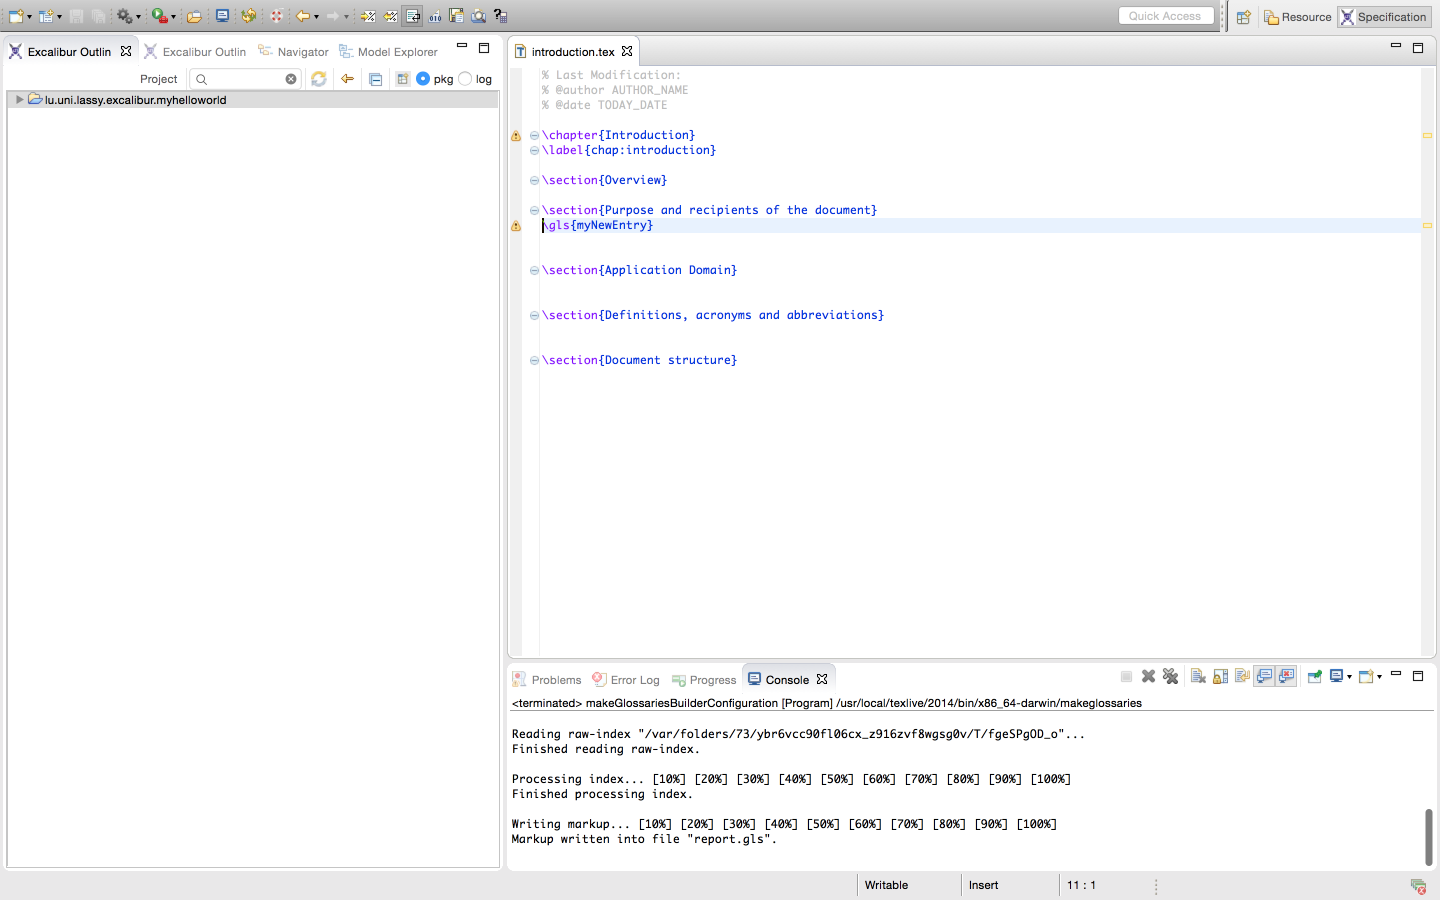 Quick Access
Resource
Specification
Excalibur Outlin
Excalibur Outlin
Navigator
Model Explorer
Project
pkg
log
lu.uni.lassy.excalibur.myhelloworld
introduction.tex
% Last Modification:
% @author AUTHOR_NAME
% @date TODAY_DATE
\chapter{Introduction}
\label{chap:introduction}
\section{Overview}
\section{Purpose and recipients of the document}
\gls{myNewEntry}
\section{Application Domain}
\section{Definitions, acronyms and abbreviations}
\section{Document structure}
Problems
Error Log
Progress
Console
<terminated> makeGlossariesBuilderConfiguration [Program] /usr/local/texlive/2014/bin/x86_64-darwin/makeglossaries
Reading raw-index "/var/folders/73/ybr6vcc90fl06cx_z916zvf8wgsg0v/T/fgeSPgOD_o"...
Finished reading raw-index.
Processing index... [10%] [20%] [30%] [40%] [50%] [60%] [70%] [80%] [90%] [100%]
Finished processing index.
Writing markup... [10%] [20%] [30%] [40%] [50%] [60%] [70%] [80%] [90%] [100%]
Markup written into file "report.gls".
Writable
Insert
11 : 1